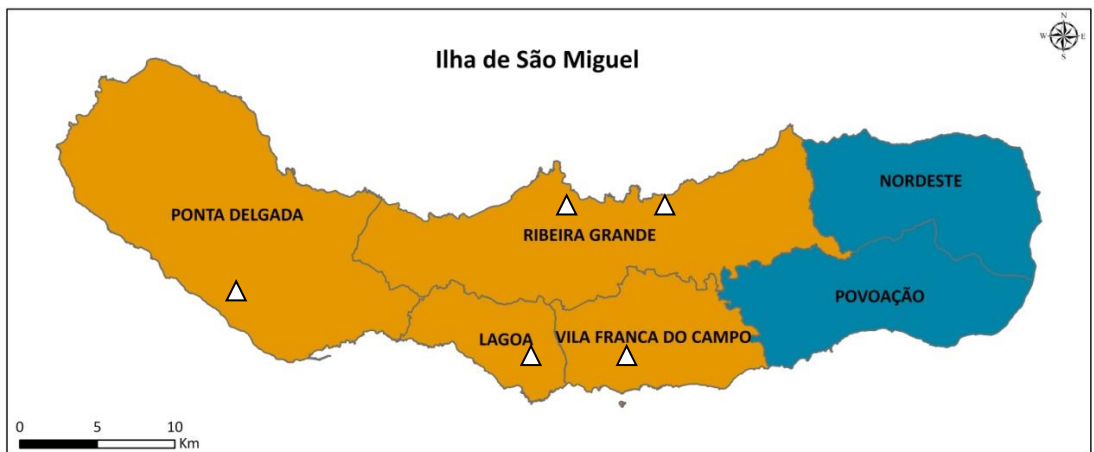 Ilha de São Miguel
N
W E
S
NORDESTE
PONTA DELGADA
RIBEIRA GRANDE
POVOAÇÃO
LAGOA
VILA FRANCA DO CAMPO
0 5 10
Km